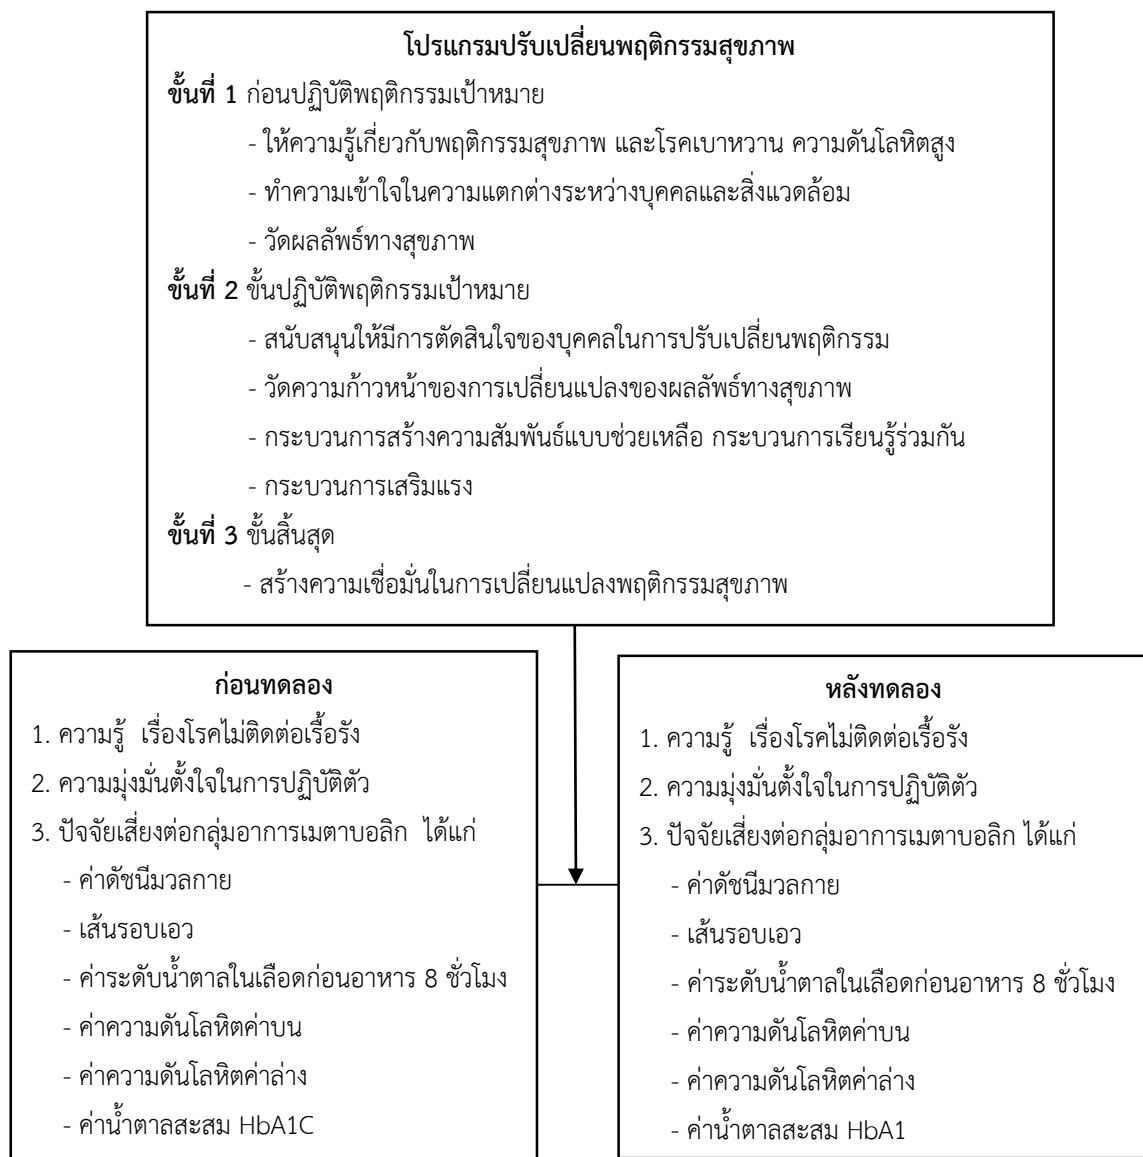 โปรแกรมปรับเปลี่ยนพฤติกรรมสุขภาพ
ขั้นที่ 1 ก่อนปฏิบัติพฤติกรรมเป้าหมาย
- ให้ความรู้เกี่ยวกับพฤติกรรมสุขภาพ และโรคเบาหวาน ความดันโลหิตสูง
- ทำความเข้าใจในความแตกต่างระหว่างบุคคลและสิ่งแวดล้อม
- วัดผลลัพธ์ทางสุขภาพ
ขั้นที่ 2 ขั้นปฏิบัติพฤติกรรมเป้าหมาย
- สนับสนุนให้มีการตัดสินใจของบุคคลในการปรับเปลี่ยนพฤติกรรม
- วัดความก้าวหน้าของการเปลี่ยนแปลงของผลลัพธ์ทางสุขภาพ
- กระบวนการสร้างความสัมพันธ์แบบช่วยเหลือ กระบวนการเรียนรู้ร่วมกัน
- กระบวนการเสริมแรง
ขั้นที่ 3 ขั้นสิ้นสุด
- สร้างความเชื่อมั่นในการเปลี่ยนแปลงพฤติกรรมสุขภาพ
ก่อนทดลอง
1. ความรู้ เรื่องโรคไม่ติดต่อเรื้อรัง
2. ความมุ่งมั่นตั้งใจในการปฏิบัติตัว
3. ปัจจัยเสี่ยงต่อกลุ่มอาการเมตาบอลิก ได้แก่
- ค่าดัชนีมวลกาย
- เส้นรอบเอว
- ค่าระดับน้ำตาลในเลือดก่อนอาหาร 8 ชั่วโมง
- ค่าความดันโลหิตค่าบน
- ค่าความดันโลหิตค่าล่าง
- ค่าน้ำตาลสะสม HbA1C
หลังทดลอง
1. ความรู้ เรื่องโรคไม่ติดต่อเรื้อรัง
2. ความมุ่งมั่นตั้งใจในการปฏิบัติตัว
3. ปัจจัยเสี่ยงต่อกลุ่มอาการเมตาบอลิก ได้แก่
- ค่าดัชนีมวลกาย
- เส้นรอบเอว
- ค่าระดับน้ำตาลในเลือดก่อนอาหาร 8 ชั่วโมง
- ค่าความดันโลหิตค่าบน
- ค่าความดันโลหิตค่าล่าง
- ค่าน้ำตาลสะสม HbA1